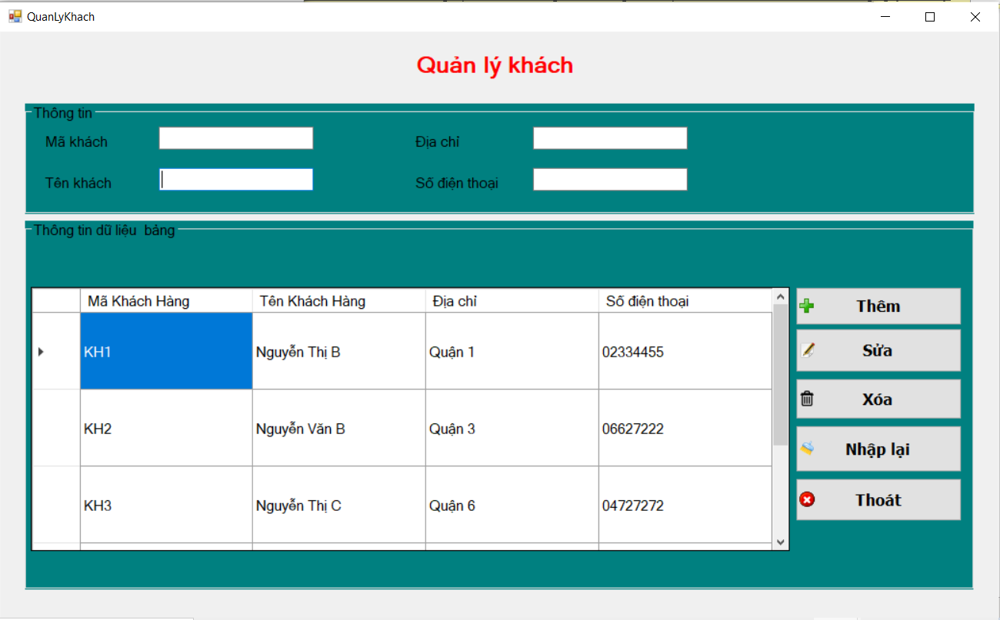 QuanLyKhach
Quản lý khách
Thông tin
Mã khách
Địa chỉ
Tên khách
Số điện thoại
Thông tin dữ liệu  bảng
Mã Khách Hàng Tên Khách Hàng Địa chỉ Số điện thoại
KH1 Nguyễn Thị B Quận 1 02334455
KH2 Nguyễn Văn B Quận 3 06627222
KH3 Nguyễn Thị C Quận 6 04727272
Thêm
Sửa
Xóa
Nhập lại
Thoát